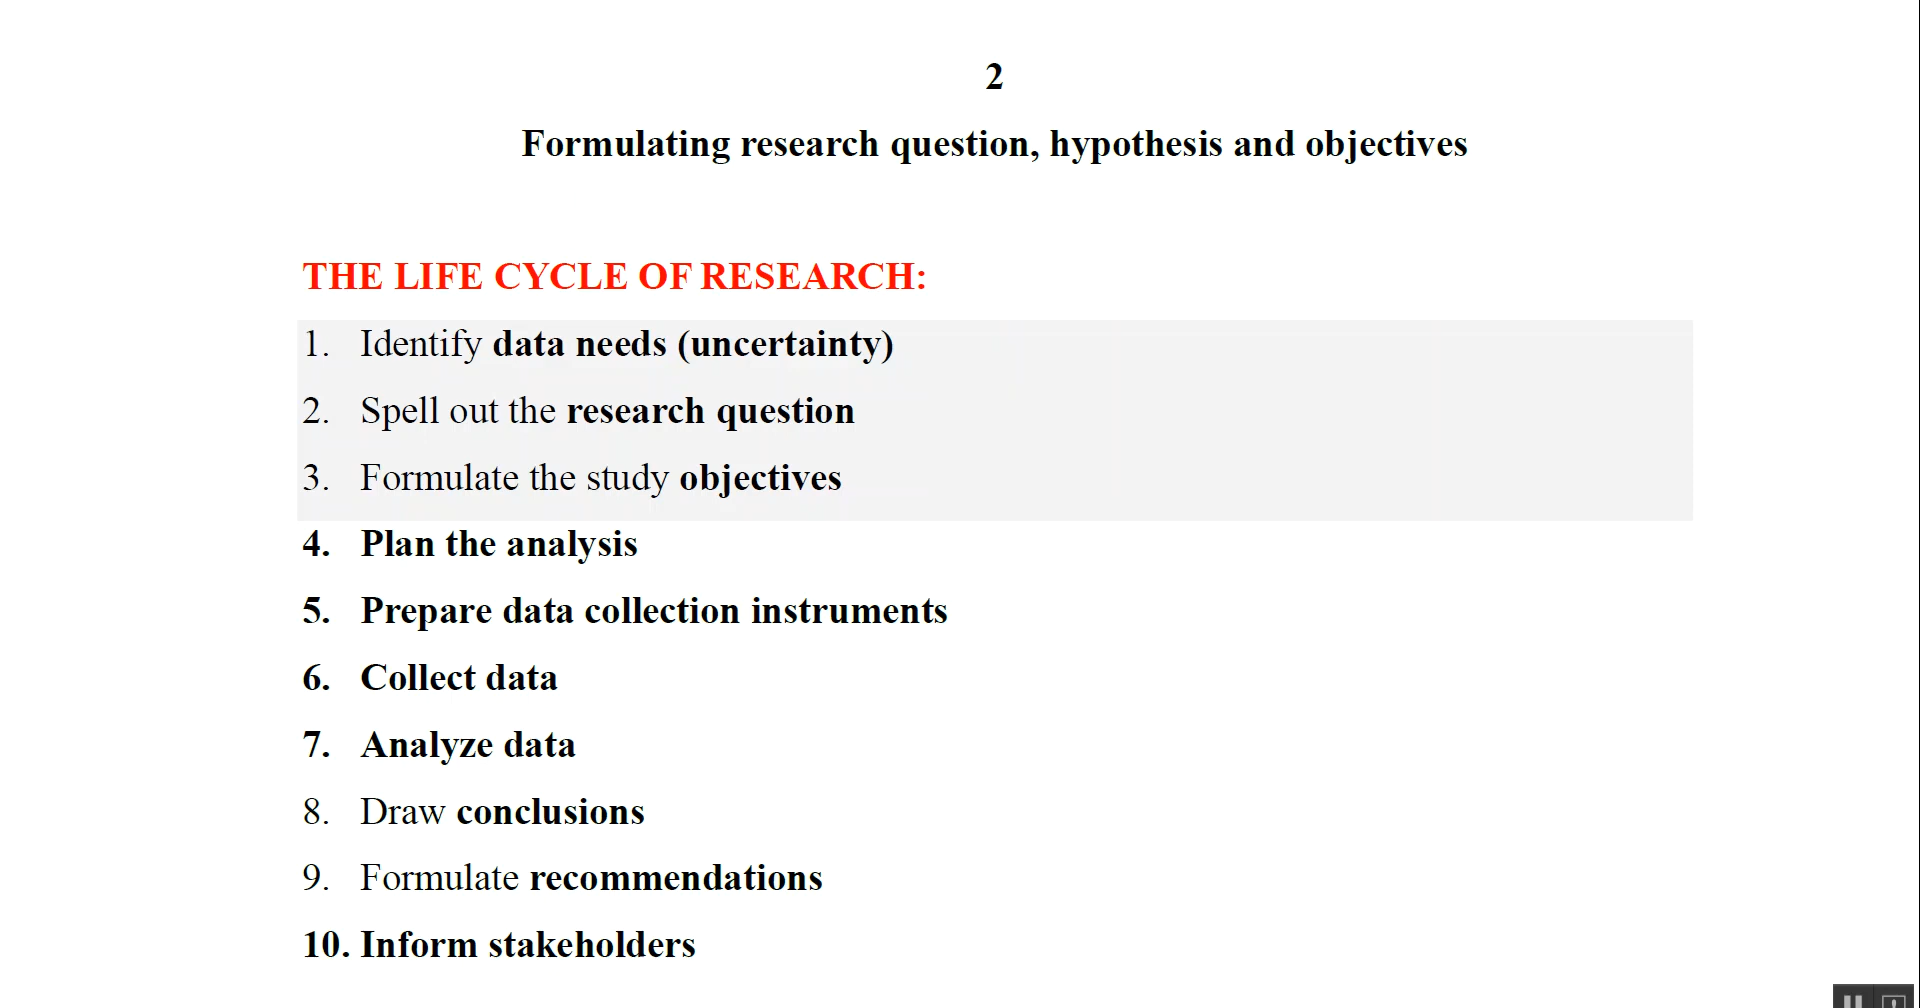 2
Formulating research question, hypothesis and objectives
THE LIFE CYCLE OF RESEARCH:
1. Identify data needs (uncertainty)
2. Spell out the research question
3. Formulate the study objectives
4. Plan the analysis
5. Prepare data collection instruments
6. Collect data
7. Analyze data
8. Draw conclusions
9. Formulate recommendations
10. Inform stakeholders